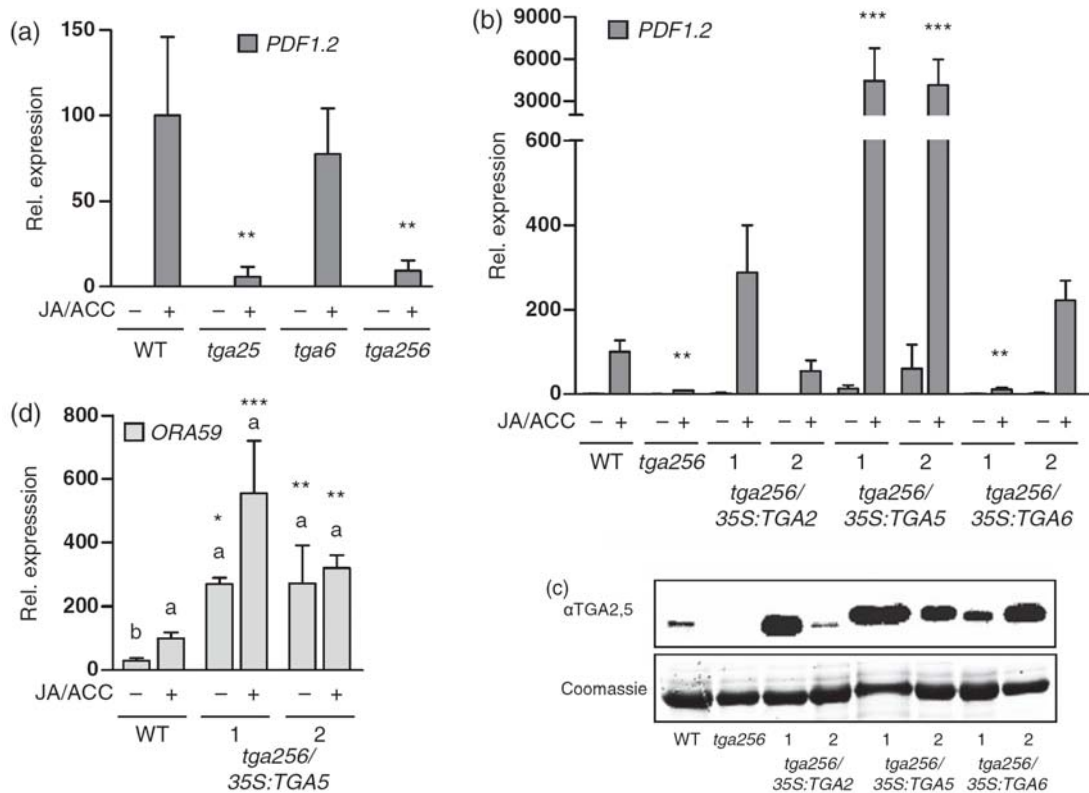 (a)
PDF1.2
150
100
50
0
Rel. expression
** **
JA/ACC – + – + – + – +
WT tga25 tga6 tga256
(b)
PDF1.2
9000
6000
3000
600
400
200
0
Rel. expression
** *** *** **
JA/ACC – + – + – + – + – + – + – + – +
WT tga256 1 2 1 2 1 2
tga256/ tga256/ tga256/
35S:TGA2 35S:TGA5 35S:TGA6
(d)
ORA59
800
600
400
200
0
Rel. expresssion
* *** ** **
b a a a a a
JA/ACC – + – + – +
WT 1 2
tga256/
35S:TGA5
(c)
αTGA2,5
Coomassie
WT tga256 1 2 1 2 1 2
tga256/ tga256/ tga256/
35S:TGA2 35S:TGA5 35S:TGA6